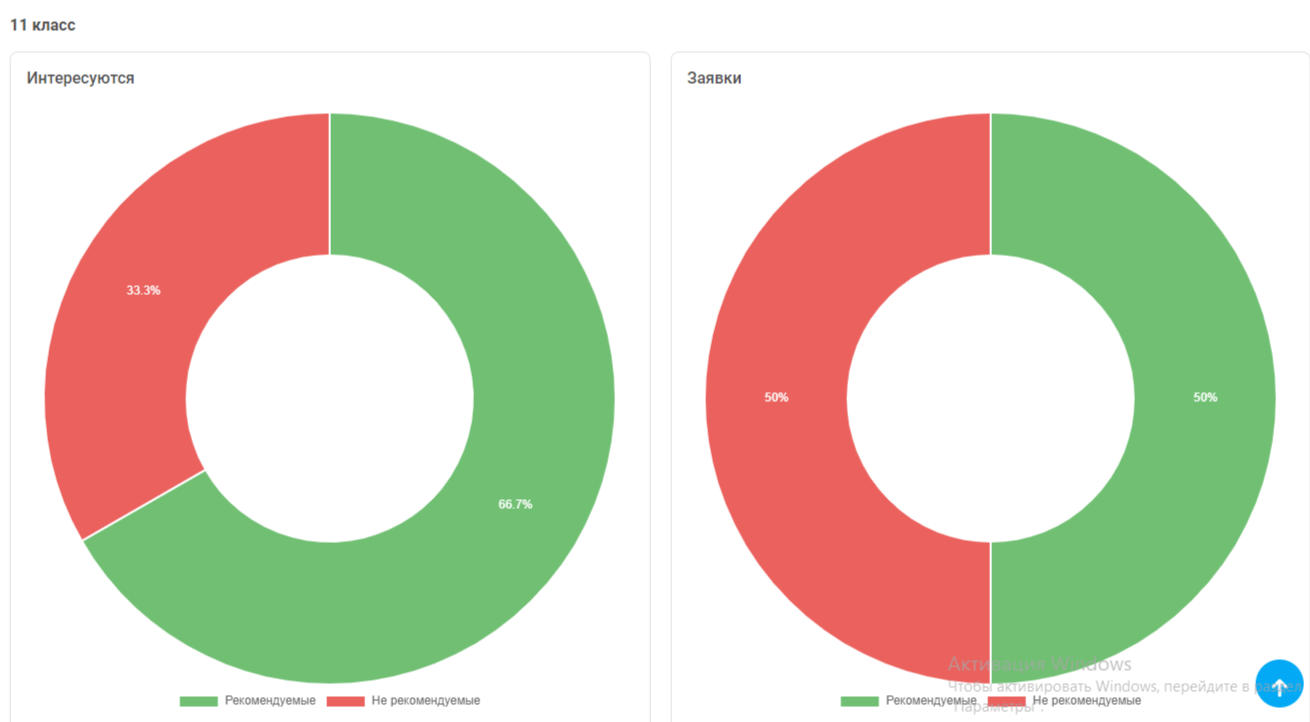 11 класс
Интересуются
33.3%
66.7%
Рекомендуемые Не рекомендуемые
Заявки
50%
50%
Рекомендуемые Не рекомендуемые
Активация Windows
Чтобы активировать Windows, перейдите в раздел
"Параметры".